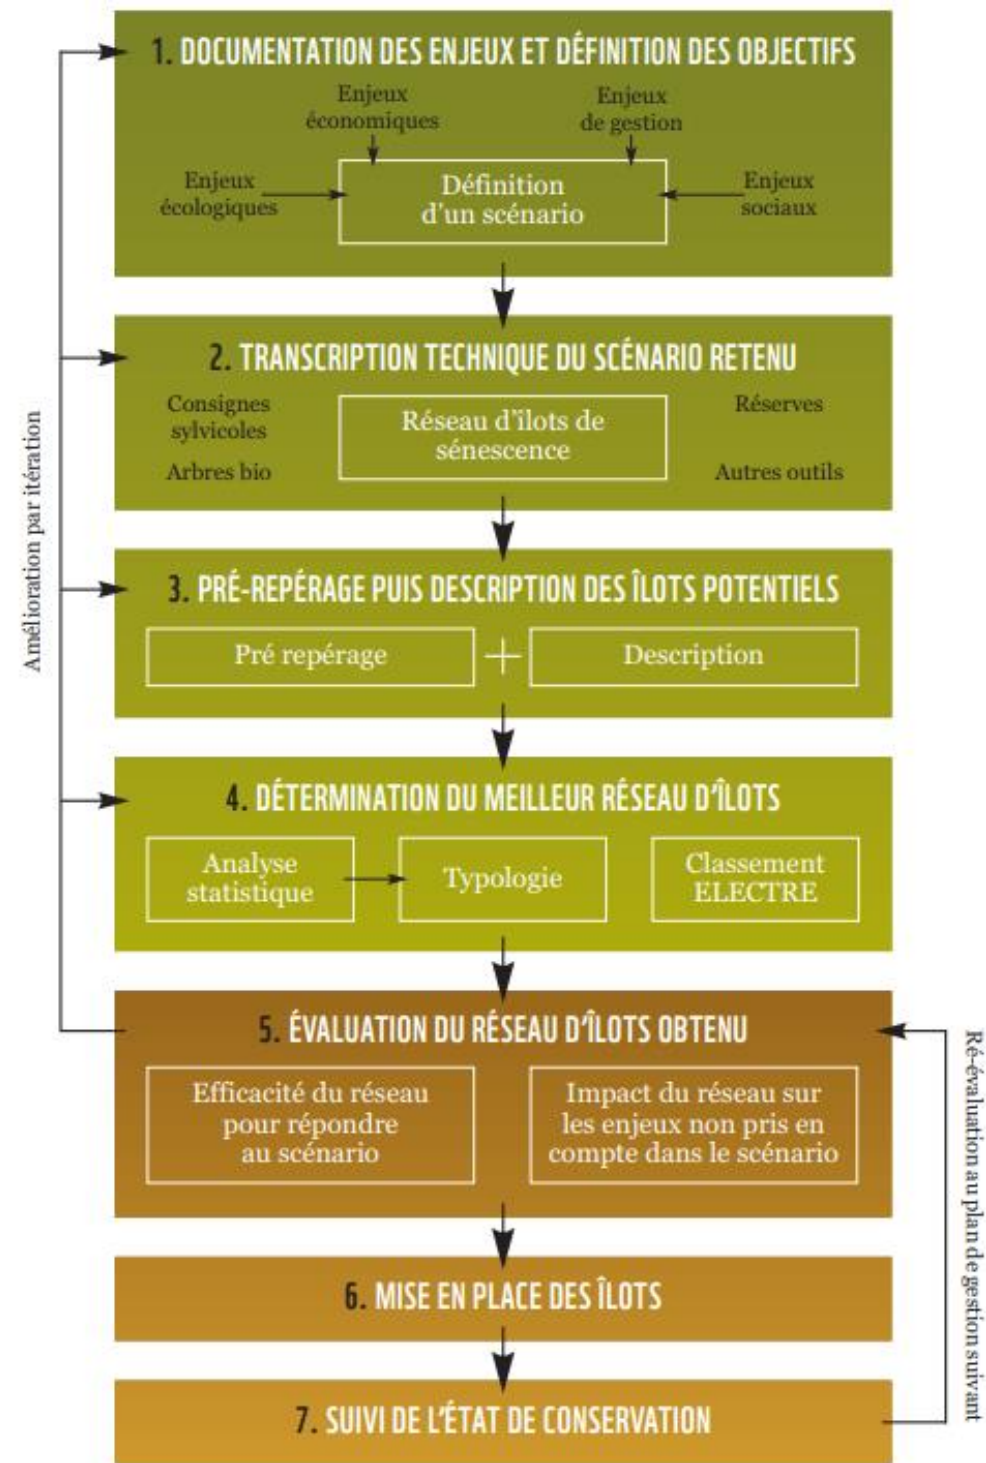 1. DOCUMENTATION DES ENJEUX ET DÉFINITION DES OBJECTIFS
Enjeux
économiques
Enjeux
de gestion
Enjeux
écologiques
Définition
d'un scénario
Enjeux
sociaux
2. TRANSCRIPTION TECHNIQUE DU SCÉNARIO RETENU
Consignes
sylvicoles
Arbres bio
Réseau d'îlots de
sénescence
Réserves
Autres outils
3. PRÉ-REPÉRAGE PUIS DESCRIPTION DES ÎLOTS POTENTIELS
Pré repérage
+
Description
4. DÉTERMINATION DU MEILLEUR RÉSEAU D'ÎLOTS
Analyse
statistique
Typologie
Classement
ELECTRE
5. ÉVALUATION DU RÉSEAU D'ÎLOTS OBTENU
Efficacité du réseau
pour répondre
au scénario
Impact du réseau sur
les enjeux non pris en
compte dans le scénario
6. MISE EN PLACE DES ÎLOTS
7. SUIVI DE L'ÉTAT DE CONSERVATION
Amélioration par itération
Ré-évaluation au plan de gestion suivant